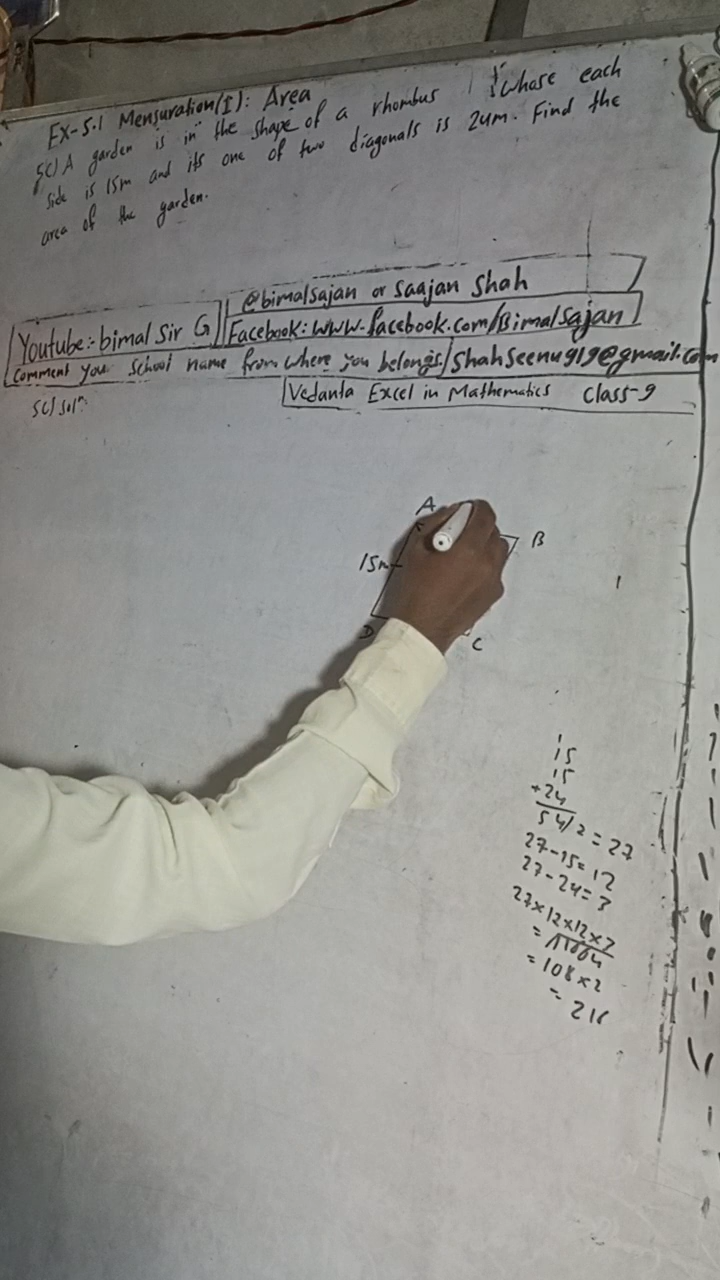 Ex-5.1 Mensuration(I): Area
5c) A garden is in the shape of a rhombus whose each
side is 15m and its one of two diagonals is 24m. Find the
area of the garden.
@bimalsajan or Saajan Shah
Youtube:- bimal Sir G
Facebook: www.facebook.com/Bimalsajan
Comment your School name from where you belongs/shahseenu919@gmail.com
Vedanta Excel in Mathematics Class-9
5c) Solⁿ:
A
B
15m
D
C
1
15
15
+24
54/2 = 27
27-15=12
27-24=3
27×12×12×3
= 11664
= 108×2
= 216